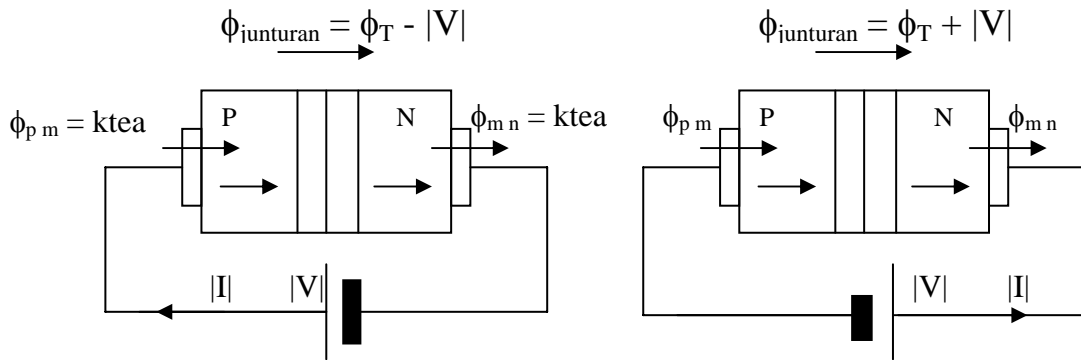 ϕjunturan = ϕT - |V|
ϕp m = ktea
P
N
ϕm n = ktea
|I|
|V|
ϕjunturan = ϕT + |V|
ϕp m
P
N
ϕm n
|V|
|I|